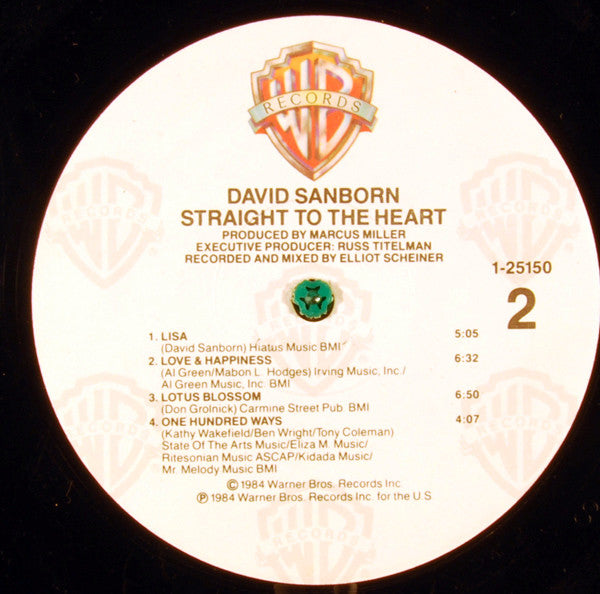 WB
RECORDS
DAVID SANBORN
STRAIGHT TO THE HEART
PRODUCED BY MARCUS MILLER
EXECUTIVE PRODUCER: RUSS TITELMAN
RECORDED AND MIXED BY ELLIOT SCHEINER
1-25150
2
1. LISA 5:05
(David Sanborn) Hiatus Music BMI
2. LOVE & HAPPINESS 6:32
(Al Green/Mabon L. Hodges) Irving Music, Inc./
Al Green Music, Inc. BMI
3. LOTUS BLOSSOM 6:50
(Don Grolnick) Carmine Street Pub. BMI
4. ONE HUNDRED WAYS 4:07
(Kathy Wakefield/Ben Wright/Tony Coleman)
State Of The Arts Music/Eliza M. Music/
Ritesonian Music ASCAP/Kidada Music/
Mr. Melody Music BMI
©1984 Warner Bros. Records Inc.
℗1984 Warner Bros. Records Inc. for the U.S.